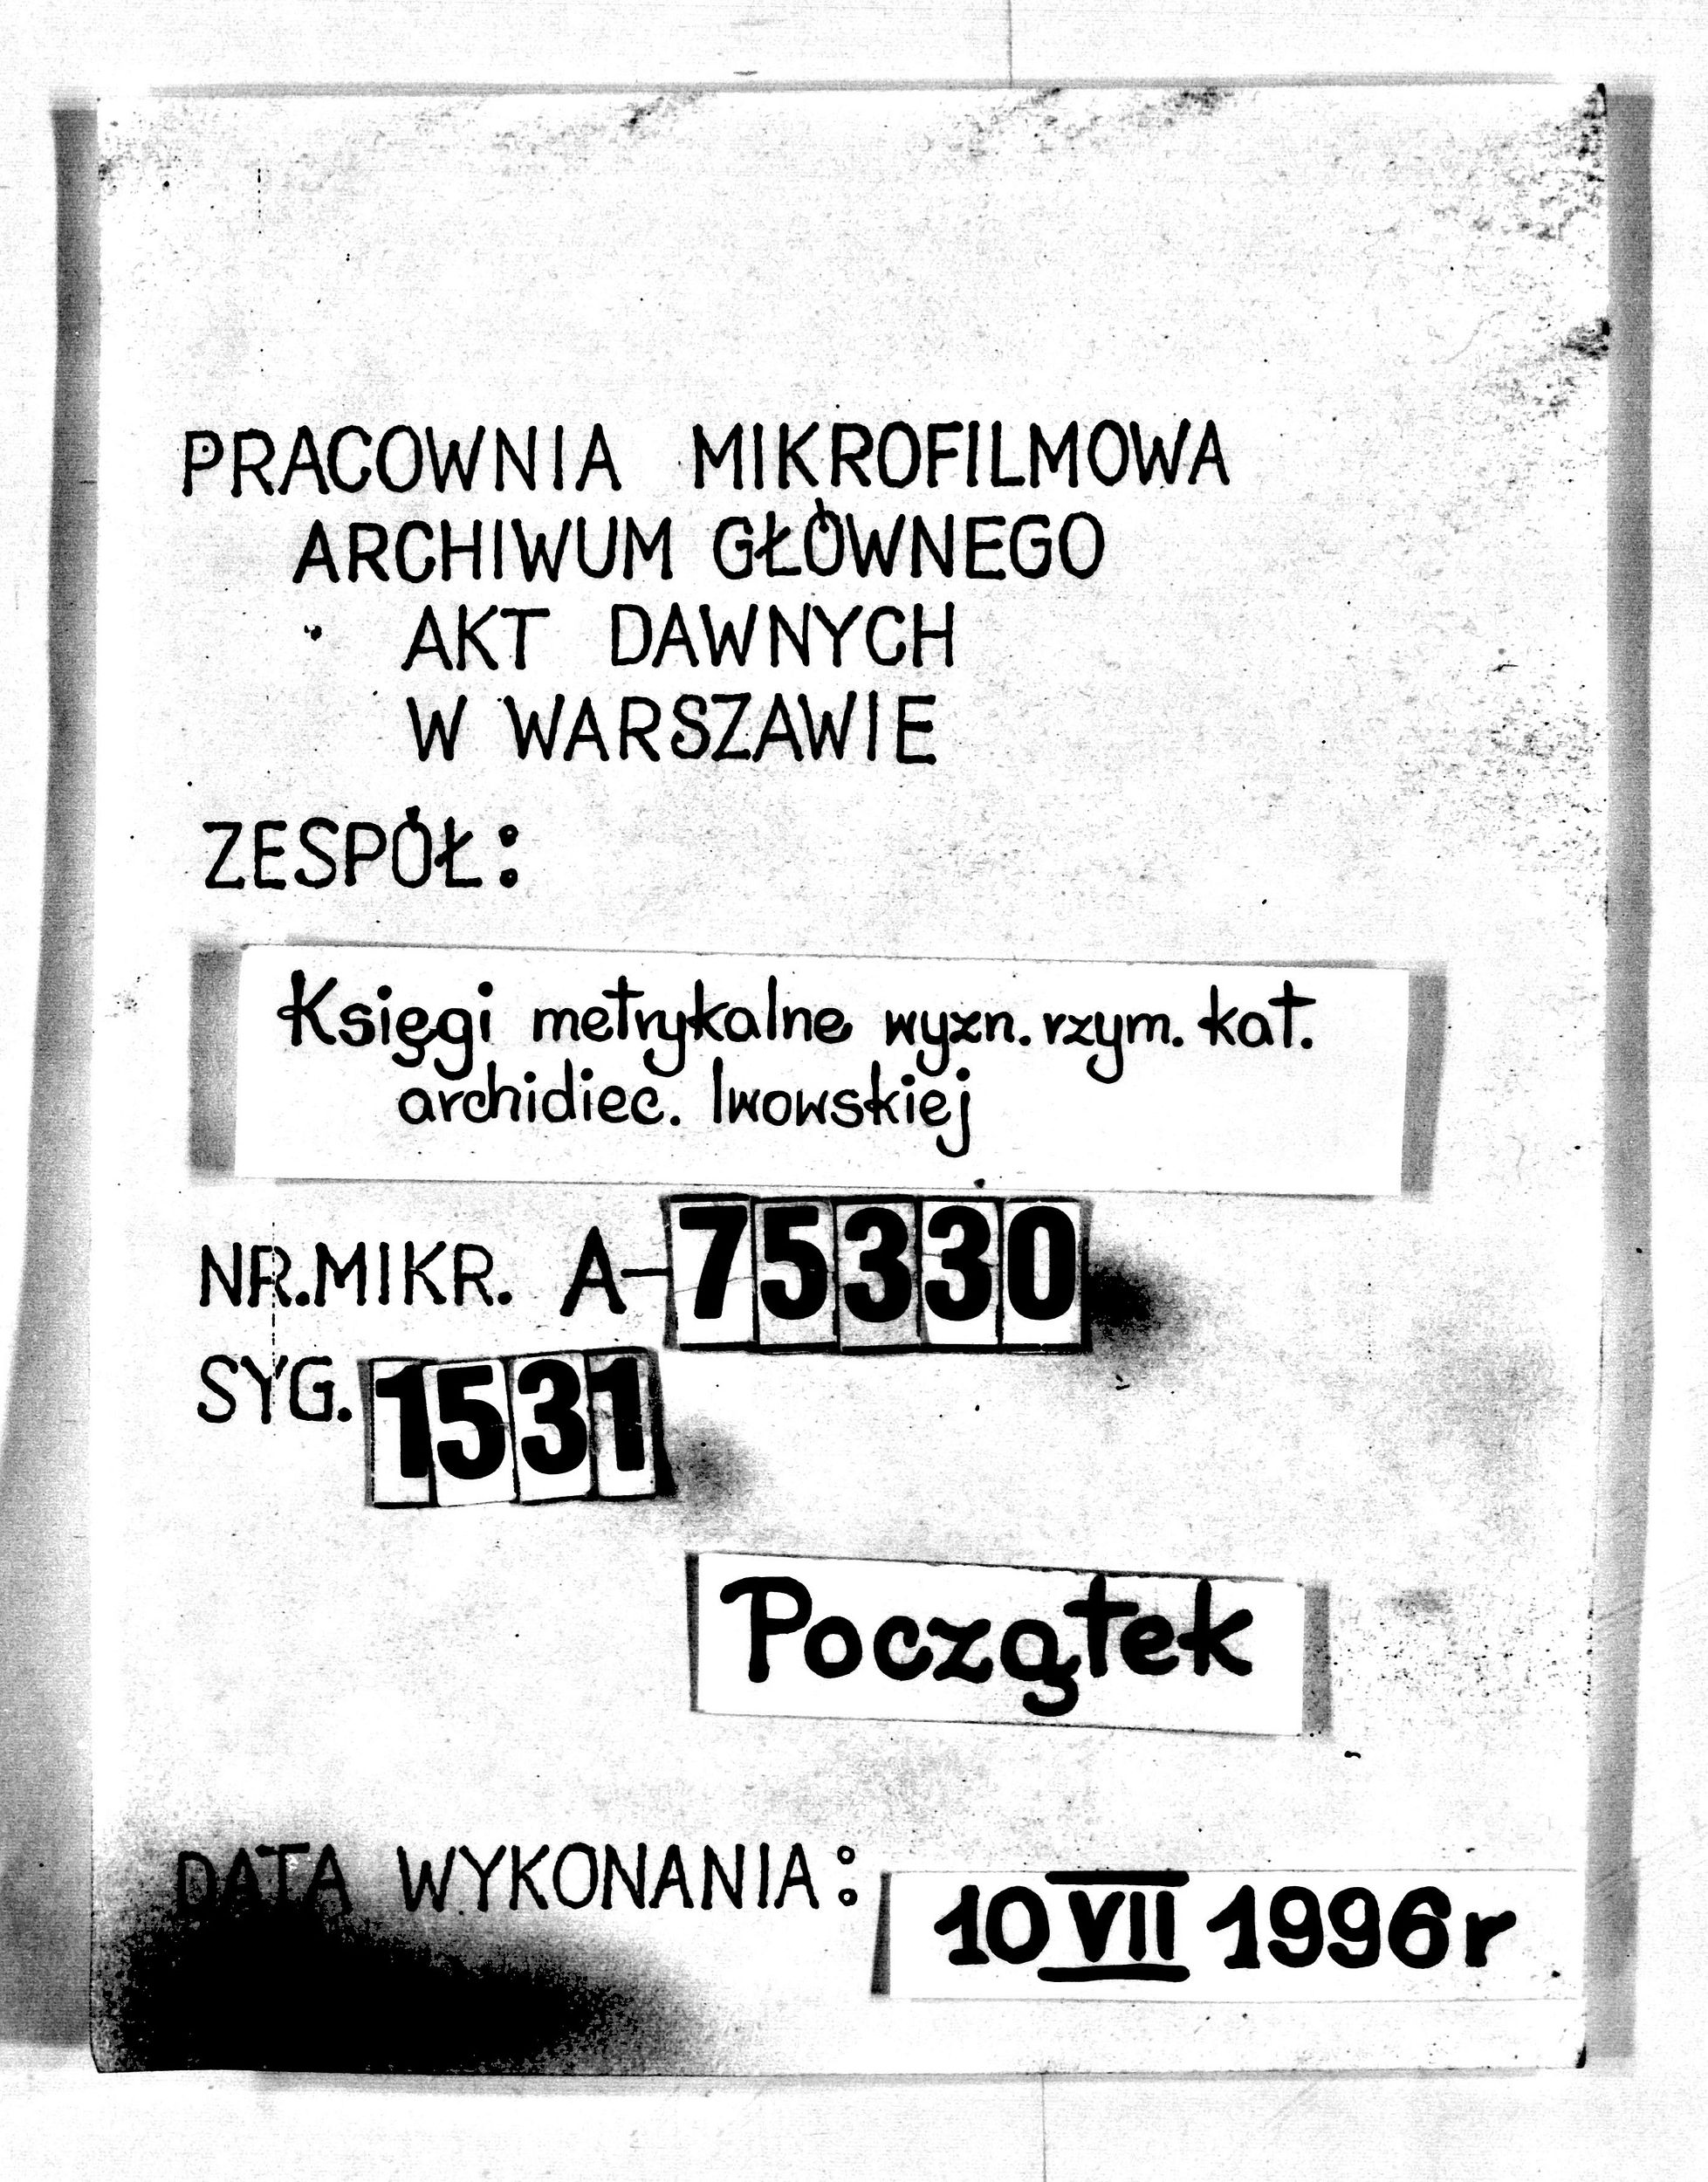 PRACOWNIA MIKROFILMOWA
ARCHIWUM GŁÓWNEGO
AKT DAWNYCH
W WARSZAWIE
ZESPÓŁ:
Księgi metrykalne wyzn. rzym. kat.
archidiec. lwowskiej
NR.MIKR. A-75330
SYG. 1531
Początek
DATA WYKONANIA: 10 VII 1996r